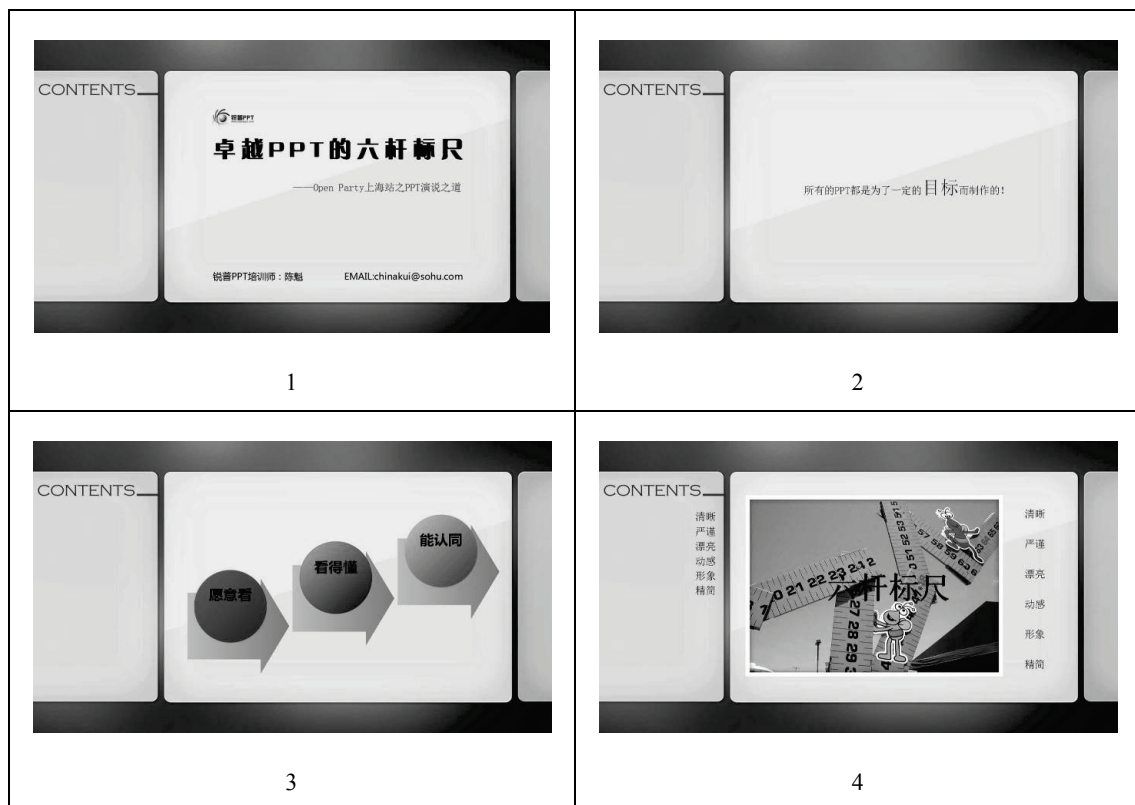 CONTENTS
锐普PPT
卓越PPT的六杆标尺
——Open Party上海站之PPT演说之道
锐普PPT培训师：陈魁 EMAIL:chinakui@sohu.com
1
CONTENTS
所有的PPT都是为了一定的目标而制作的！
2
CONTENTS
愿意看
看得懂
能认同
3
CONTENTS
清晰
严谨
漂亮
动感
形象
精简
六杆标尺
清晰
严谨
漂亮
动感
形象
精简
4